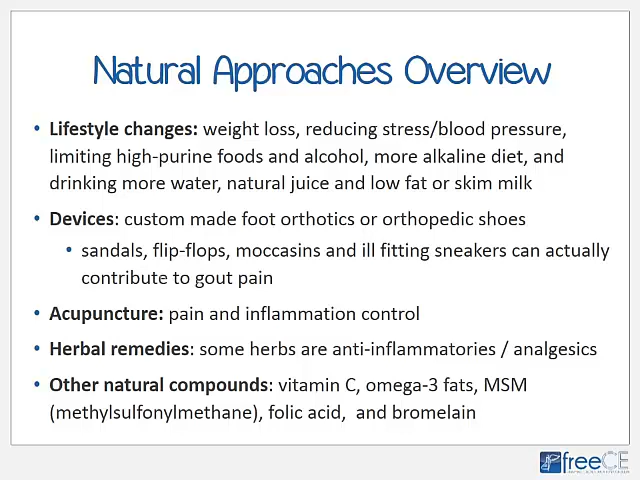 Natural Approaches Overview
• Lifestyle changes: weight loss, reducing stress/blood pressure,
limiting high-purine foods and alcohol, more alkaline diet, and
drinking more water, natural juice and low fat or skim milk
• Devices: custom made foot orthotics or orthopedic shoes
• sandals, flip-flops, moccasins and ill fitting sneakers can actually
contribute to gout pain
• Acupuncture: pain and inflammation control
• Herbal remedies: some herbs are anti-inflammatories / analgesics
• Other natural compounds: vitamin C, omega-3 fats, MSM
(methylsulfonylmethane), folic acid,  and bromelain
freeCE